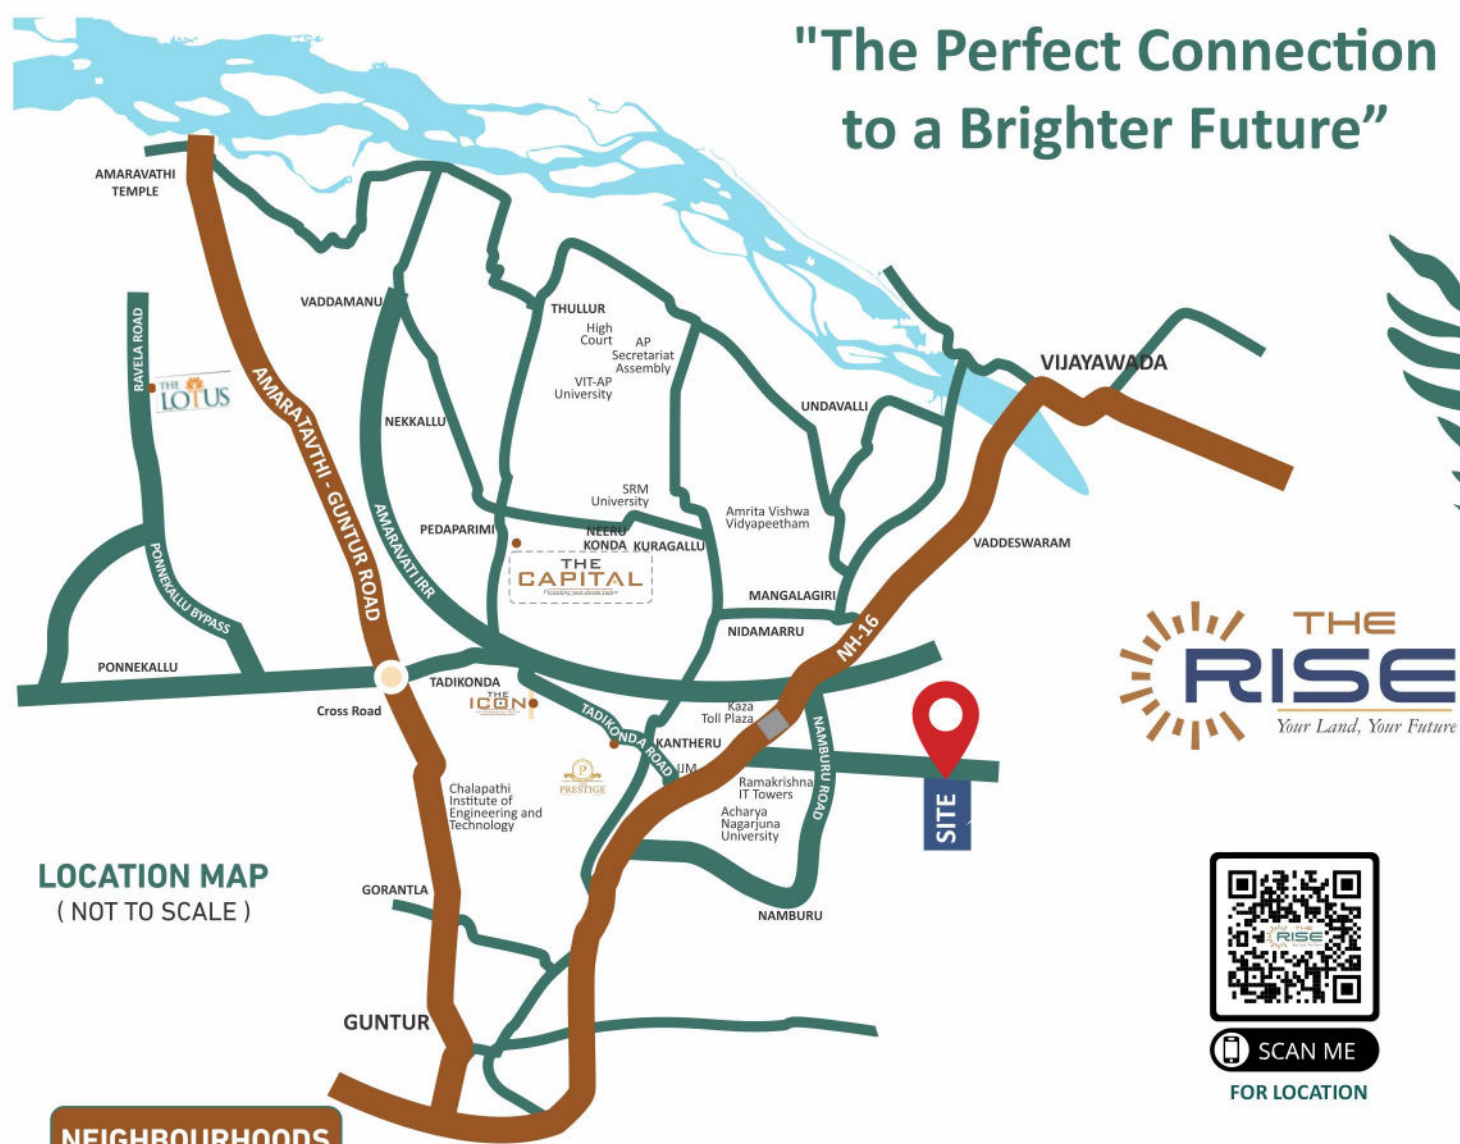 "The Perfect Connection
to a Brighter Future”
AMARAVATHI
TEMPLE
VADDAMANU
THULLUR
High
Court
AP
Secretariat
Assembly
VIT-AP
University
VIJAYAWADA
RAVELA ROAD
THE
LOTUS
AMARATAVTHI - GUNTUR ROAD
NEKKALLU
UNDAVALLI
SRM
University
Amrita Vishwa
Vidyapeetham
AMARAVATI IRR
PEDAPARIMI
NEERU
KONDA
KURAGALLU
VADDESWARAM
THE
CAPITAL
PONNEKALLU BYPASS
MANGALAGIRI
NIDAMARRU
NH-16
PONNEKALLU
Cross Road
TADIKONDA
THE
ICON
TADIKONDA ROAD
Kaza
Toll Plaza
KANTHERU
IJM
NAMBURU ROAD
P
PRESTIGE
Ramakrishna
IT Towers
Acharya
Nagarjuna
University
SITE
THE
RISE
Your Land, Your Future
Chalapathi
Institute of
Engineering and
Technology
LOCATION MAP
( NOT TO SCALE )
GORANTLA
NAMBURU
GUNTUR
THE
RISE
SCAN ME
FOR LOCATION
NEIGHBOURHOODS